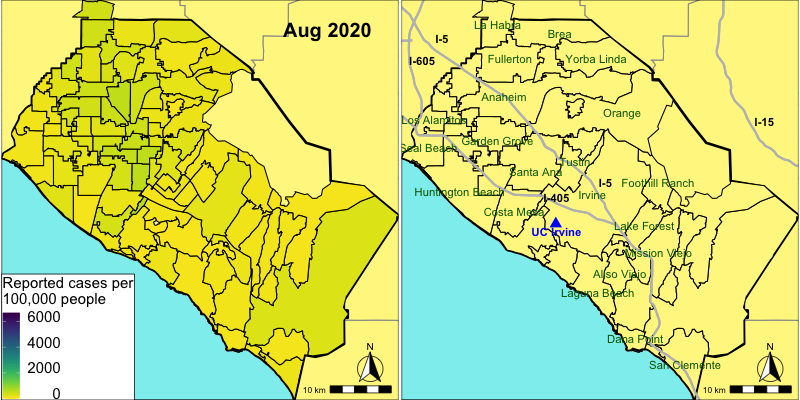 Aug 2020
Reported cases per
100,000 people
6000
4000
2000
0
N
10 km
La Habra
Brea
I-5
I-605
Fullerton
Yorba Linda
Anaheim
Orange
Los Alamitos
I-15
Seal Beach
Garden Grove
Tustin
Santa Ana
I-5
Foothill Ranch
Huntington Beach
I-405
Irvine
Costa Mesa
UC Irvine
Lake Forest
Mission Viejo
Aliso Viejo
Laguna Beach
Dana Point
San Clemente
N
10 km